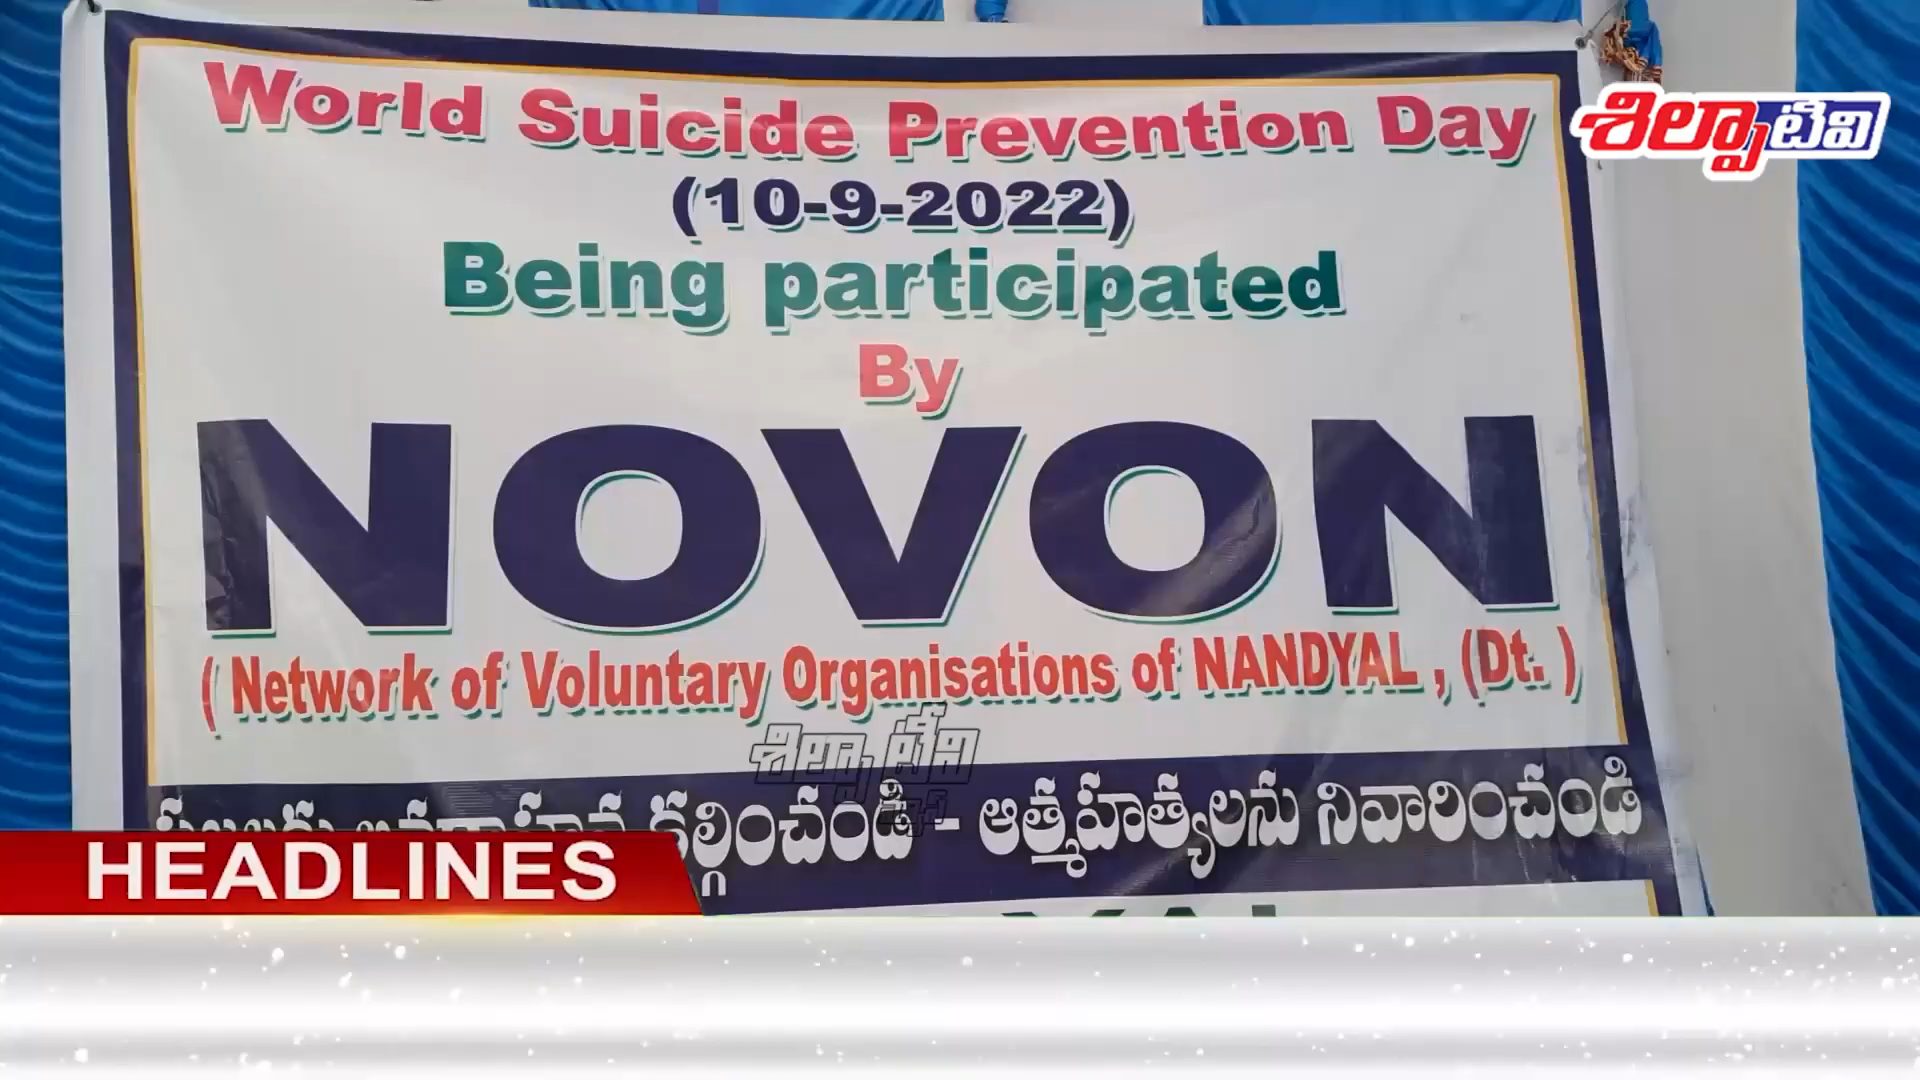 World Suicide Prevention Day
శిల్పాటీవి
(10-9-2022)
Being participated
By
NOVON
( Network of Voluntary Organisations of NANDYAL , (Dt. )
శిల్పాటీవి
కల్గించండి - ఆత్మహత్యలను నివారించండి
HEADLINES